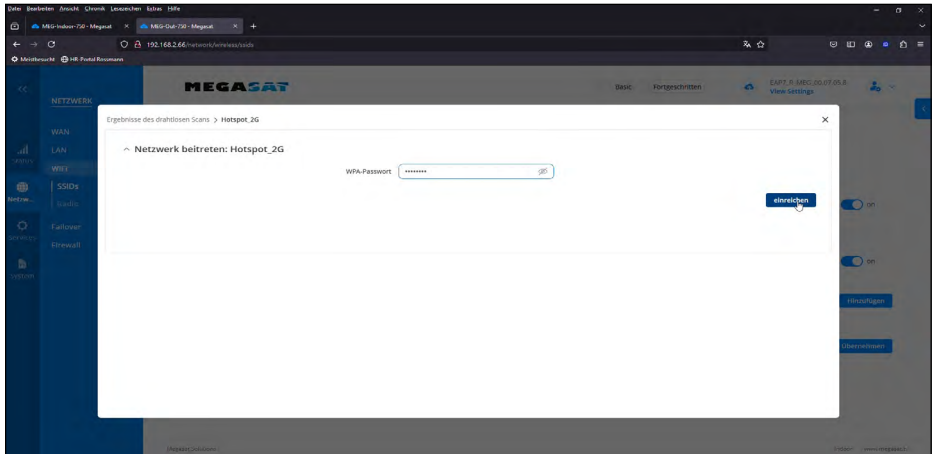 Datei Bearbeiten Ansicht Chronik Lesezeichen Extras Hilfe
MEG-Indoor-750 - Megasat
MEG-Out-750 - Megasat
192.168.2.66/network/wireless/ssids
Meistbesucht HR-Portal Rossmann
MEGASAT
Basic Fortgeschritten
View Settings
NETZWERK
Ergebnisse des drahtlosen Scans > Hotspot_2G
WAN
Netzwerk beitreten: Hotspot_2G
LAN
WIFI
WPA-Passwort ••••••••
SSIDs
Netzw...
einreichen
on
Failover
Firewall
on
Hinzufügen
Übernehmen